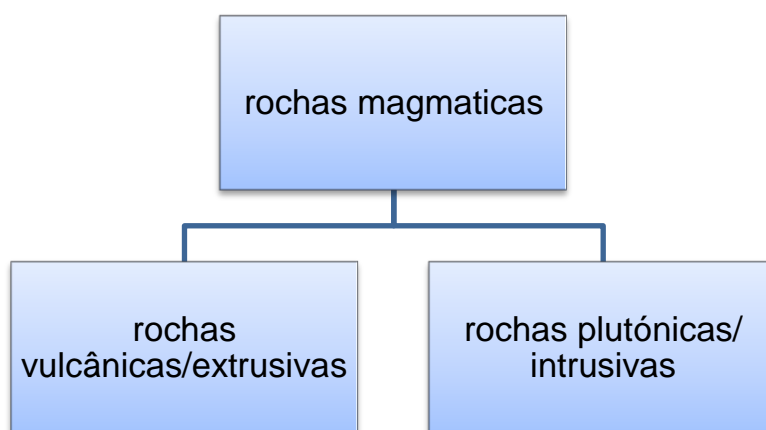 rochas magmaticas
rochas
vulcânicas/extrusivas
rochas plutónicas/
intrusivas